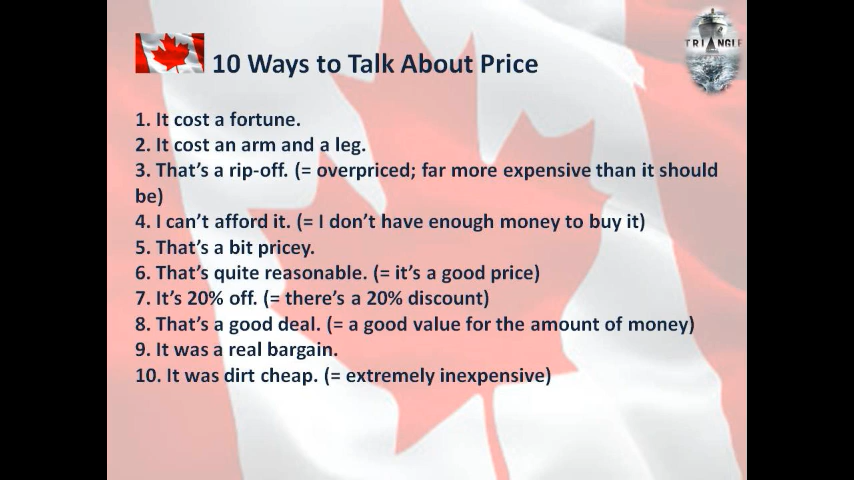 TRIANGLE
10 Ways to Talk About Price
1. It cost a fortune.
2. It cost an arm and a leg.
3. That’s a rip-off. (= overpriced; far more expensive than it should
be)
4. I can’t afford it. (= I don’t have enough money to buy it)
5. That’s a bit pricey.
6. That’s quite reasonable. (= it’s a good price)
7. It’s 20% off. (= there’s a 20% discount)
8. That’s a good deal. (= a good value for the amount of money)
9. It was a real bargain.
10. It was dirt cheap. (= extremely inexpensive)